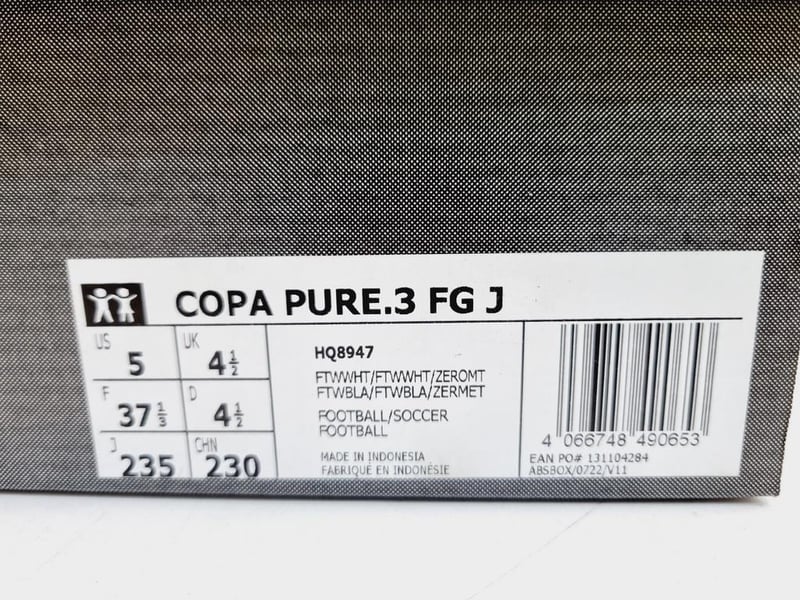 COPA PURE.3 FG J
US 5 UK 4 1/2
F 37 1/3 D 4 1/2
J 235 CHN 230
HQ8947
FTWWHT/FTWWHT/ZEROMT
FTWBLA/FTWBLA/ZERMET
FOOTBALL/SOCCER
FOOTBALL
MADE IN INDONESIA
FABRIQUÉ EN INDONÉSIE
4 066748 490653
EAN PO# 131104284
ABSBOX/0722/V11